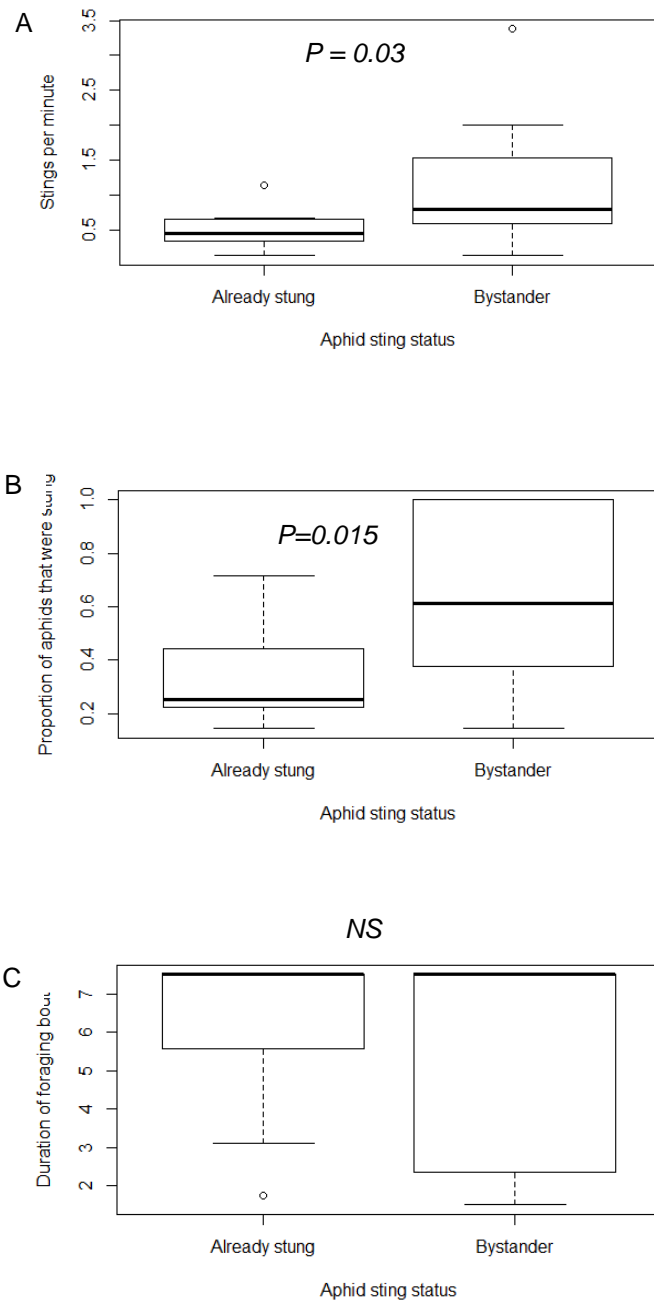 A
P = 0.03
Stings per minute
3.5
2.5
1.5
0.5
Already stung Bystander
Aphid sting status
B
P=0.015
Proportion of aphids that were
1.0
0.8
0.6
0.4
0.2
Already stung Bystander
Aphid sting status
NS
C
Duration of foraging
7
6
5
4
3
2
Already stung Bystander
Aphid sting status